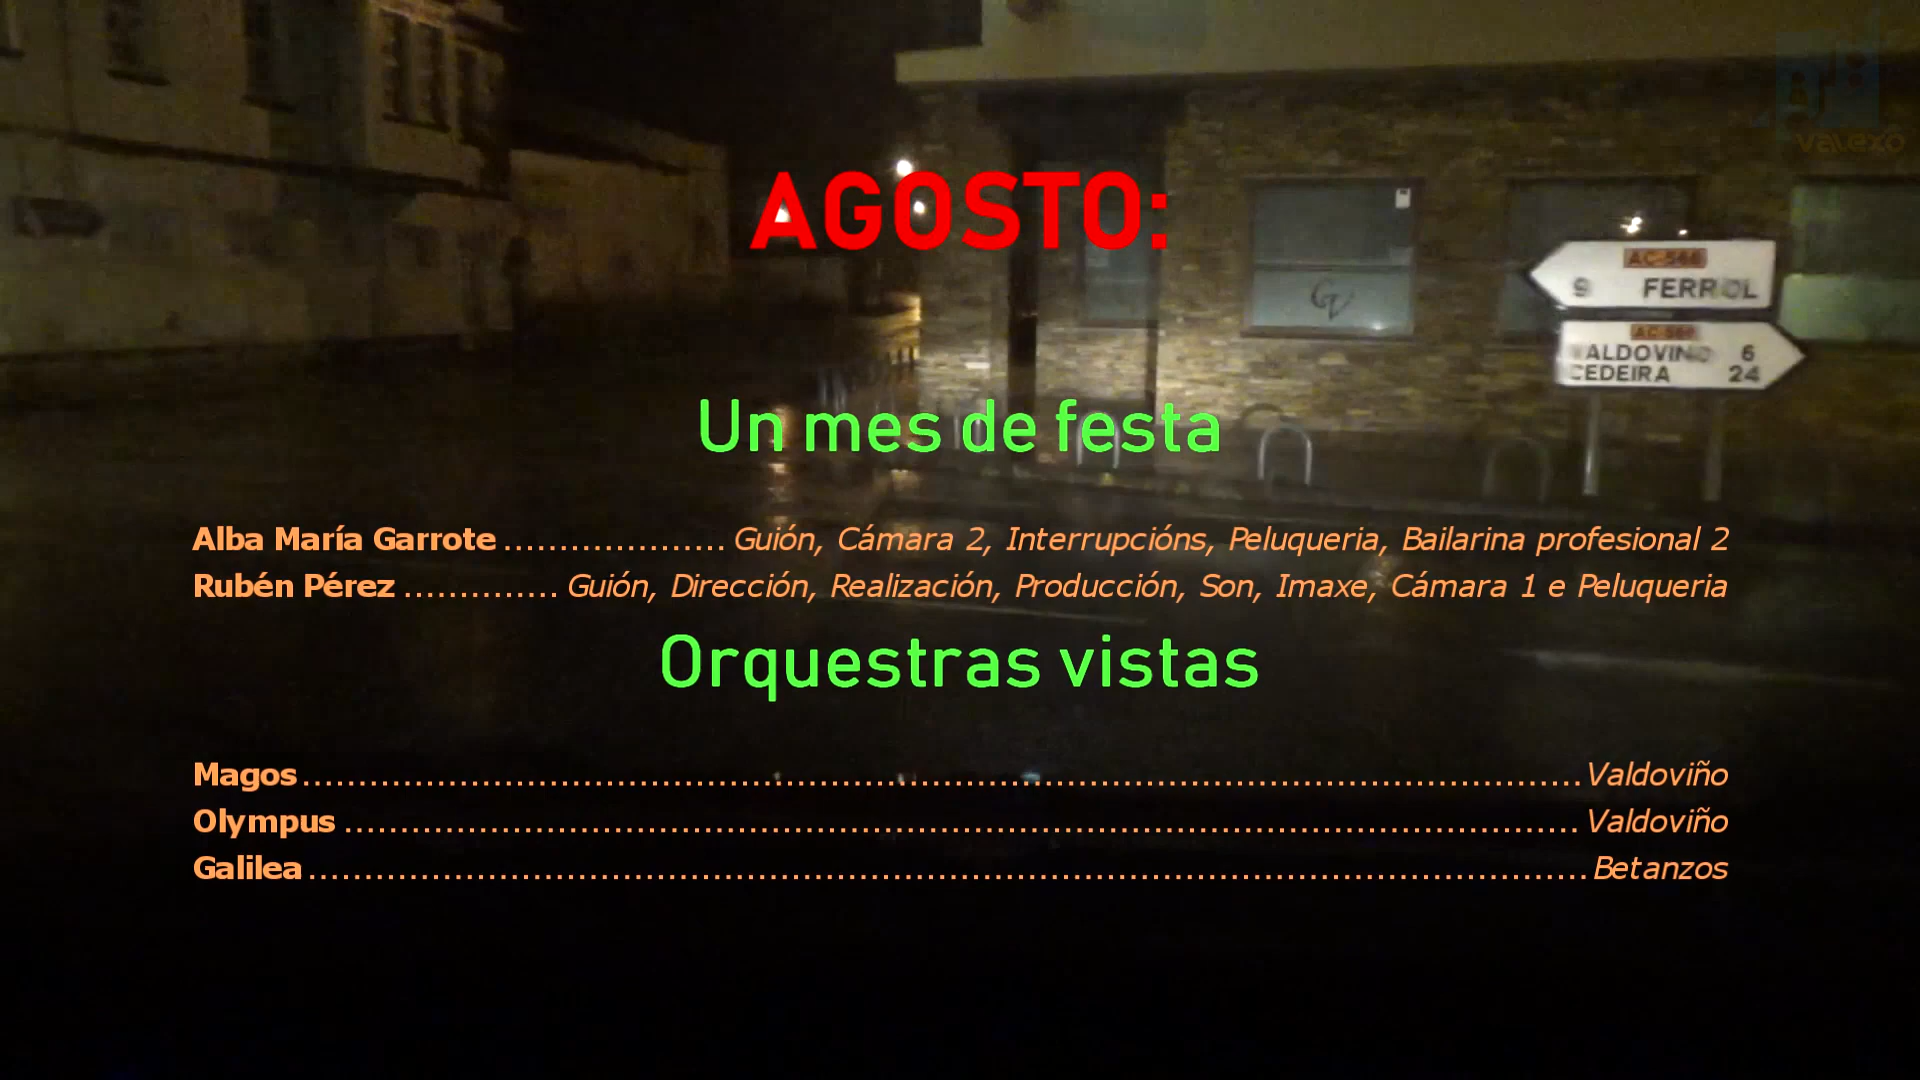 valexo
AGOSTO:
AC-566
9 FERROL
AC-566
VALDOVIÑO 6
CEDEIRA 24
GV
Un mes de festa
Alba María Garrote .................... Guión, Cámara 2, Interrupcións, Peluqueria, Bailarina profesional 2
Rubén Pérez .............. Guión, Dirección, Realización, Producción, Son, Imaxe, Cámara 1 e Peluqueria
Orquestras vistas
Magos ........ Valdoviño
Olympus ........ Valdoviño
Galilea ........ Betanzos